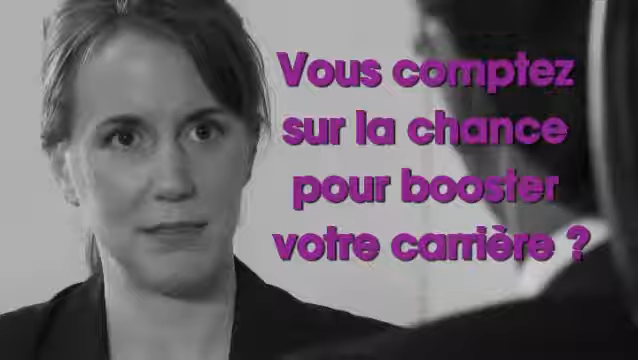 Vous comptez
sur la chance
pour booster
votre carrière ?